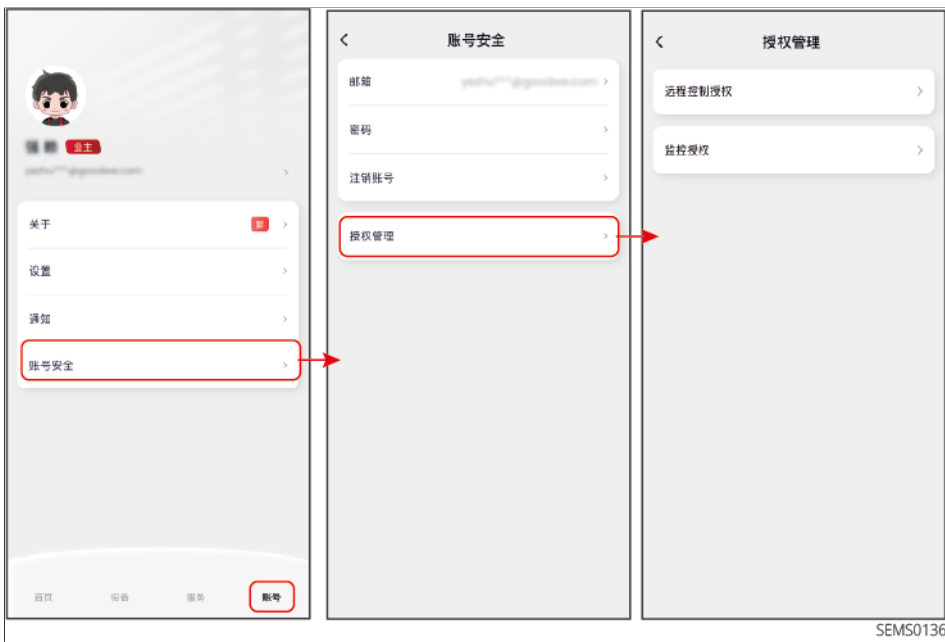 业主
关于
设置
通知
账号安全
首页
设备
服务
账号
账号安全
邮箱
密码
注销账号
授权管理
授权管理
远程控制授权
监控授权
SEMS0136